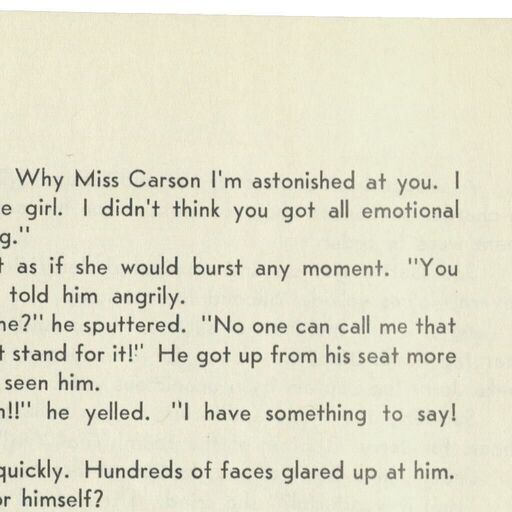 Why Miss Carson I'm astonished at you. I
e girl. I didn't think you got all emotional
g."
t as if she would burst any moment. "You
told him angrily.
ne?" he sputtered. "No one can call me that
t stand for it!" He got up from his seat more
seen him.
n!!" he yelled. "I have something to say!
quickly. Hundreds of faces glared up at him.
or himself?